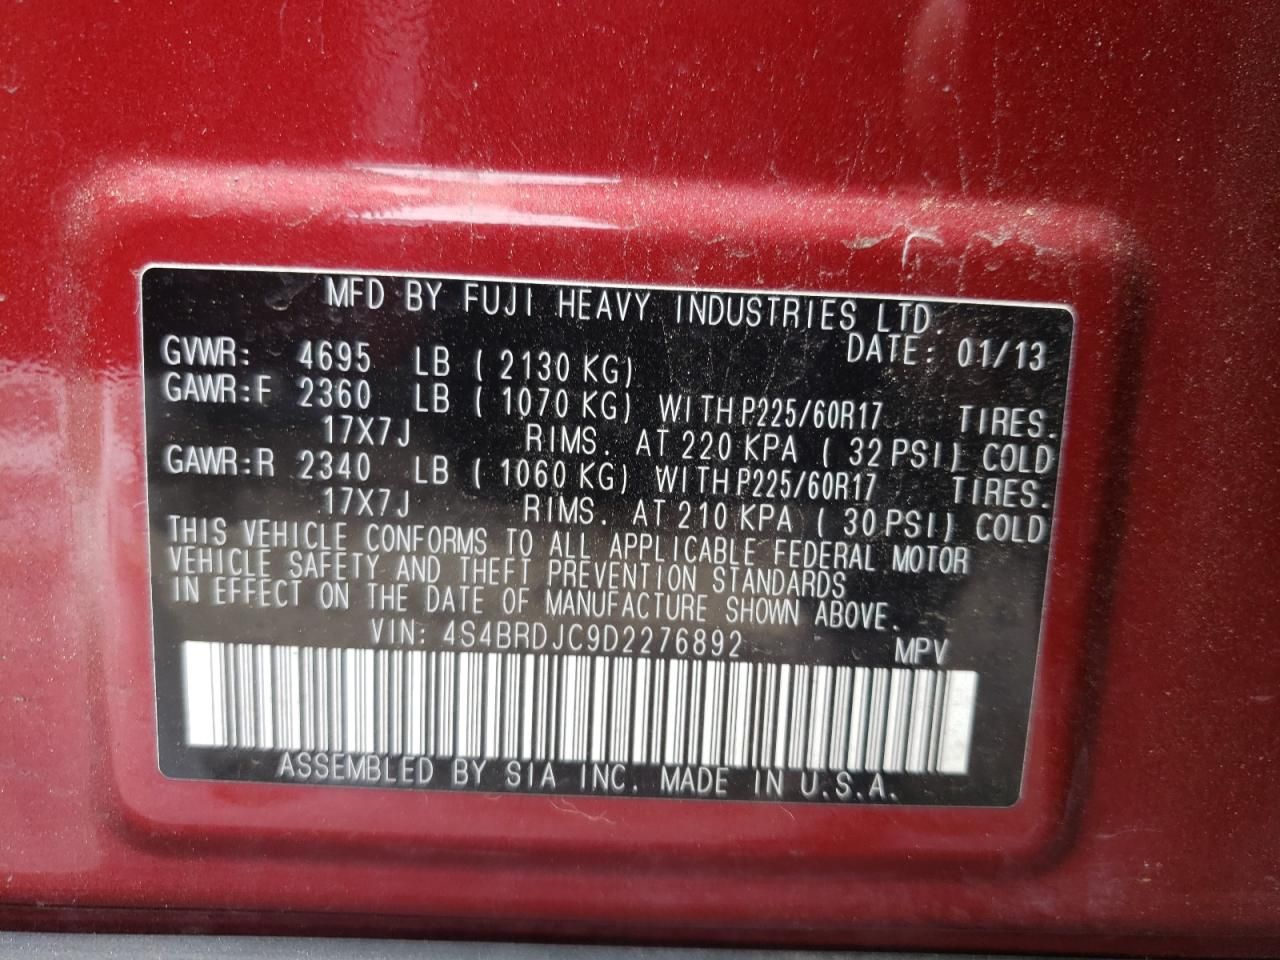 MFD BY FUJI HEAVY INDUSTRIES LTD.
DATE: 01/13
GVWR: 4695 LB ( 2130 KG)
GAWR:F 2360 LB ( 1070 KG) WITH P225/60R17 TIRES.
17X7J RIMS. AT 220 KPA ( 32 PSI) COLD
GAWR:R 2340 LB ( 1060 KG) WITH P225/60R17 TIRES.
17X7J RIMS. AT 210 KPA ( 30 PSI) COLD
THIS VEHICLE CONFORMS TO ALL APPLICABLE FEDERAL MOTOR
VEHICLE SAFETY AND THEFT PREVENTION STANDARDS
IN EFFECT ON THE DATE OF MANUFACTURE SHOWN ABOVE.
VIN: 4S4BRDJC9D2276892 MPV
ASSEMBLED BY SIA INC. MADE IN U.S.A.